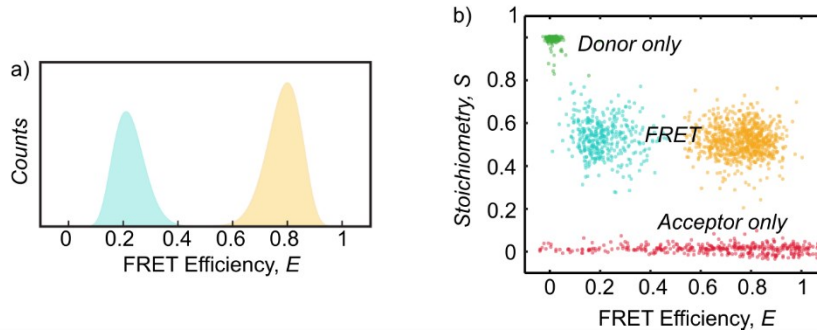 a)
Counts
0 0.2 0.4 0.6 0.8 1
FRET Efficiency, E
b)
Stoichiometry, S
1
0.8
0.6
0.4
0.2
0
Donor only
FRET
Acceptor only
0 0.2 0.6 0.8 1
FRET Efficiency, E